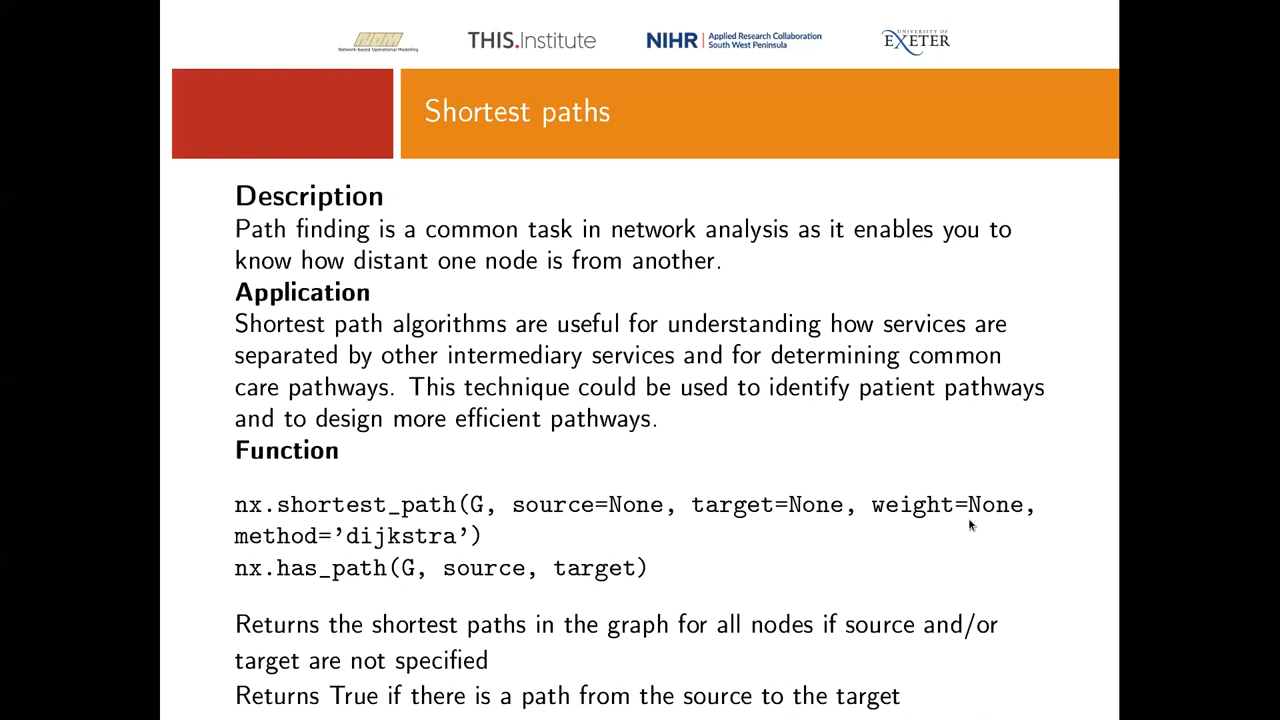 NOM
Network-based Operational Modelling
THIS.Institute
NIHR | Applied Research Collaboration
South West Peninsula
UNIVERSITY OF
EXETER
Shortest paths
Description
Path finding is a common task in network analysis as it enables you to
know how distant one node is from another.
Application
Shortest path algorithms are useful for understanding how services are
separated by other intermediary services and for determining common
care pathways. This technique could be used to identify patient pathways
and to design more efficient pathways.
Function
nx.shortest_path(G, source=None, target=None, weight=None,
method=’dijkstra’)
nx.has_path(G, source, target)
Returns the shortest paths in the graph for all nodes if source and/or
target are not specified
Returns True if there is a path from the source to the target